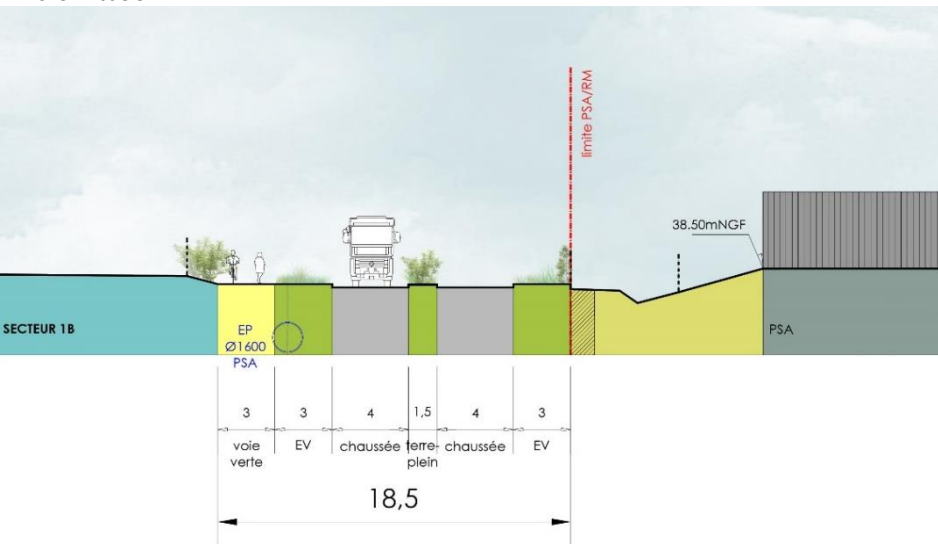 limite PSA/RM
38.50mNGF
SECTEUR 1B
EP
Ø1600
PSA
PSA
3
3
4
1,5
4
3
voie
verte
EV
chaussée
terre-
plein
chaussée
EV
18,5